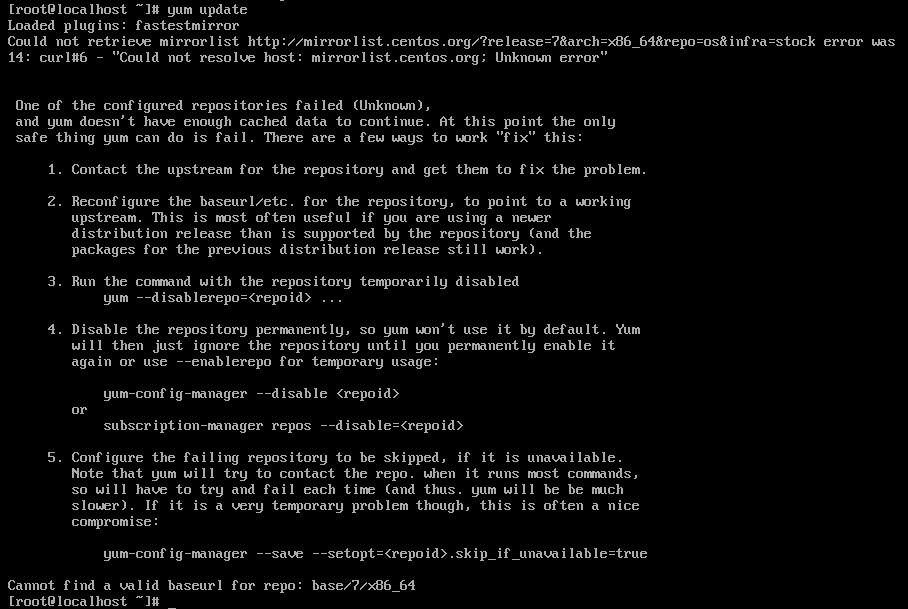 [root@localhost ~]# yum update
Loaded plugins: fastestmirror
Could not retrieve mirrorlist http://mirrorlist.centos.org/?release=7&arch=x86_64&repo=os&infra=stock error was
14: curl#6 - "Could not resolve host: mirrorlist.centos.org; Unknown error"
One of the configured repositories failed (Unknown),
and yum doesn't have enough cached data to continue. At this point the only
safe thing yum can do is fail. There are a few ways to work "fix" this:
1. Contact the upstream for the repository and get them to fix the problem.
2. Reconfigure the baseurl/etc. for the repository, to point to a working
upstream. This is most often useful if you are using a newer
distribution release than is supported by the repository (and the
packages for the previous distribution release still work).
3. Run the command with the repository temporarily disabled
yum --disablerepo=<repoid> ...
4. Disable the repository permanently, so yum won't use it by default. Yum
will then just ignore the repository until you permanently enable it
again or use --enablerepo for temporary usage:
yum-config-manager --disable <repoid>
or
subscription-manager repos --disable=<repoid>
5. Configure the failing repository to be skipped, if it is unavailable.
Note that yum will try to contact the repo. when it runs most commands,
so will have to try and fail each time (and thus. yum will be be much
slower). If it is a very temporary problem though, this is often a nice
compromise:
yum-config-manager --save --setopt=<repoid>.skip_if_unavailable=true
Cannot find a valid baseurl for repo: base/7/x86_64
[root@localhost ~]# _